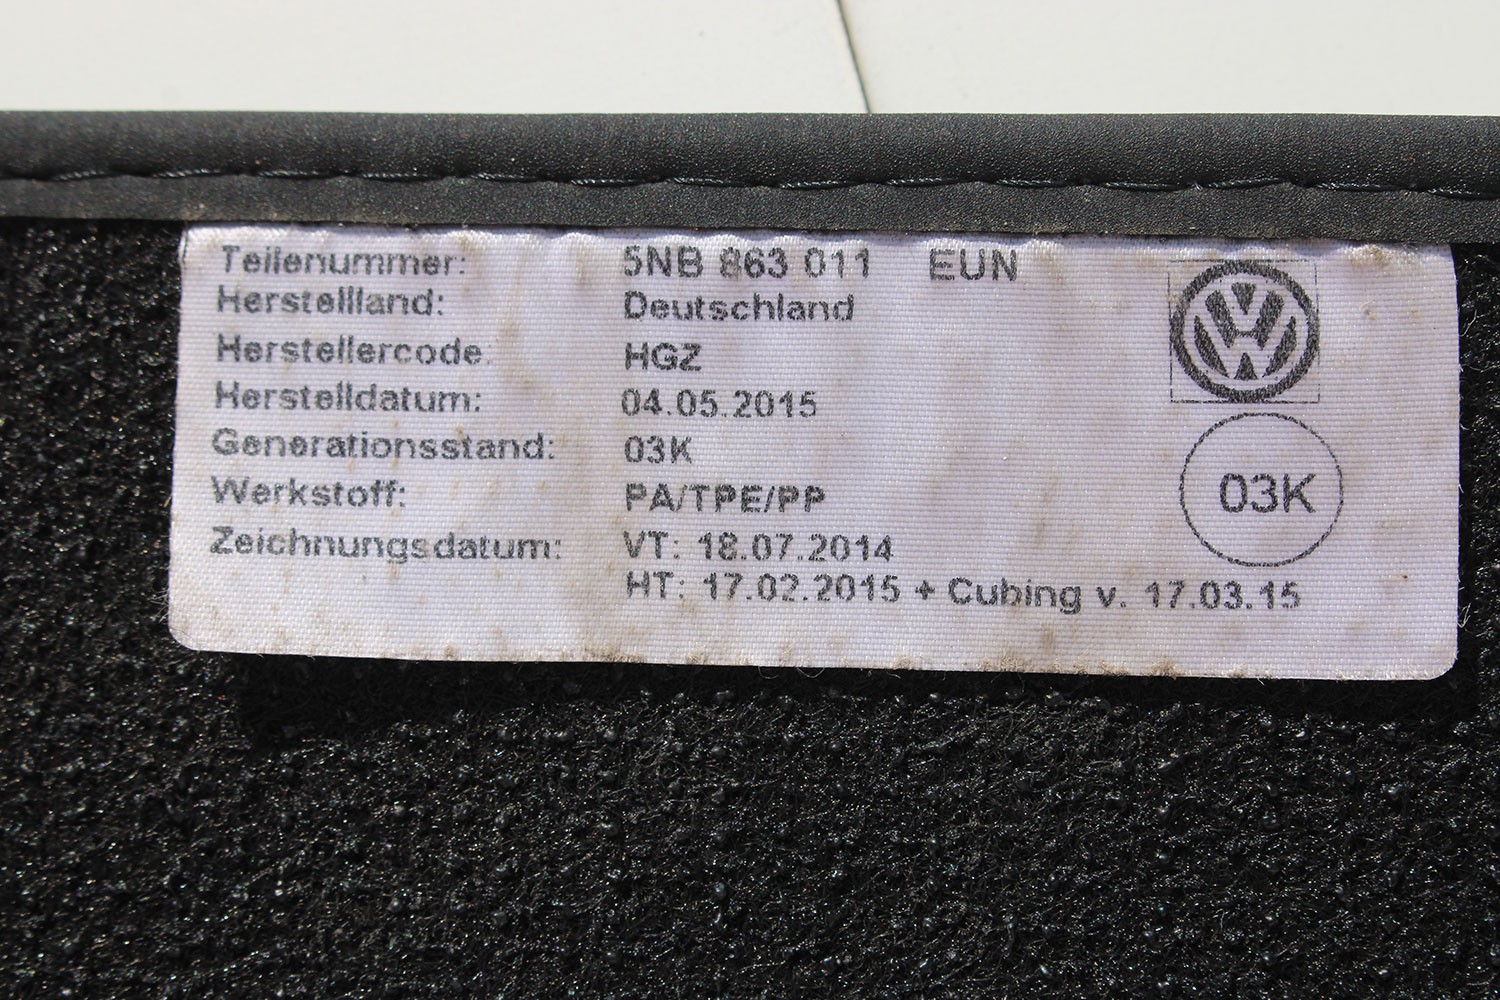 Teilenummer: 5NB 863 011 EUN
Herstellland: Deutschland
Herstellercode: HGZ
Herstelldatum: 04.05.2015
Generationsstand: 03K
Werkstoff: PA/TPE/PP
Zeichnungsdatum: VT: 18.07.2014
HT: 17.02.2015 + Cubing v. 17.03.15
VW
03K